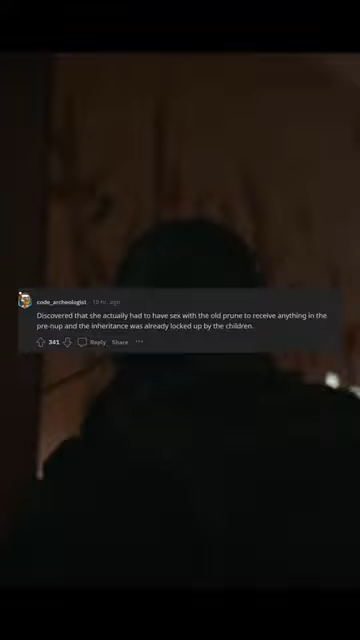 code_archeologist · 13 hr. ago
Discovered that she actually had to have sex with the old prune to receive anything in the
pre-nup and the inheritance was already locked up by the children.
341 Reply Share ···